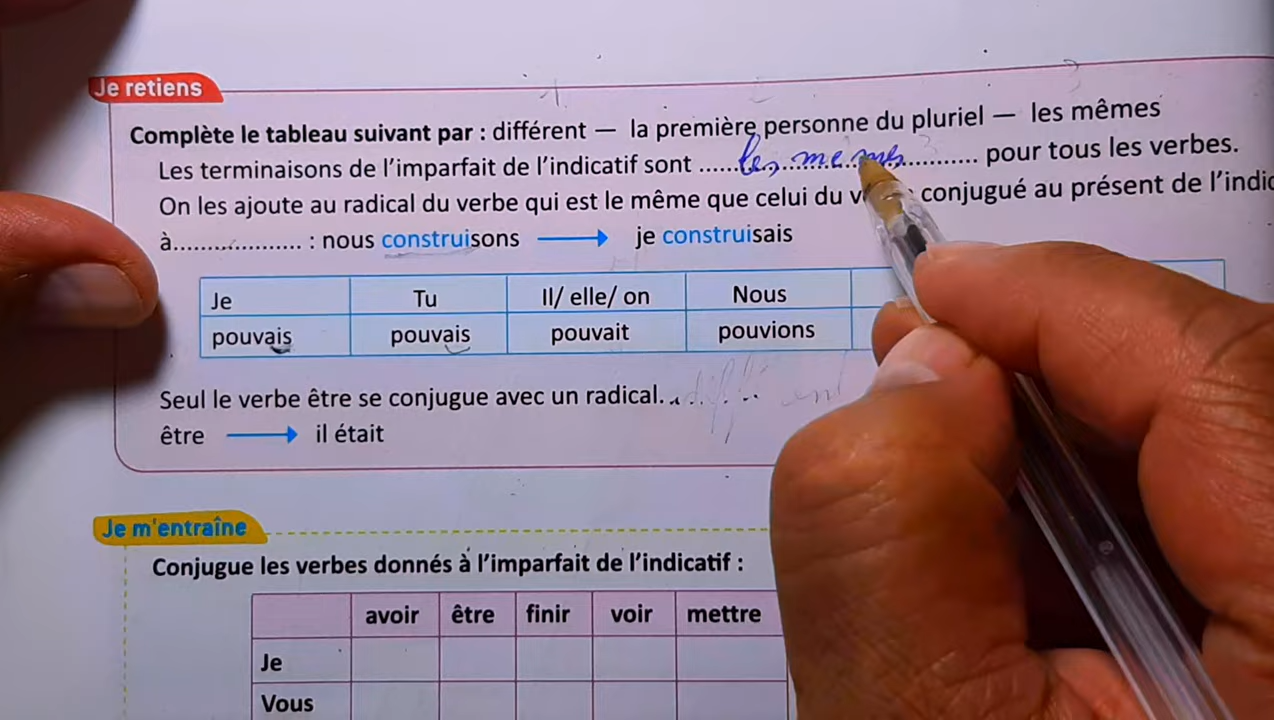 Je retiens
Complète le tableau suivant par : différent — la première personne du pluriel — les mêmes
Les terminaisons de l'imparfait de l'indicatif sont ......les memes............ pour tous les verbes.
On les ajoute au radical du verbe qui est le même que celui du conjugué au présent de l'indic
à................... : nous construisons → je construisais
Je Tu Il/ elle/ on Nous
pouvais pouvais pouvait pouvions
Seul le verbe être se conjugue avec un radical.
être → il était
Je m'entraîne
Conjugue les verbes donnés à l'imparfait de l'indicatif :
avoir être finir voir mettre
Je
Vous